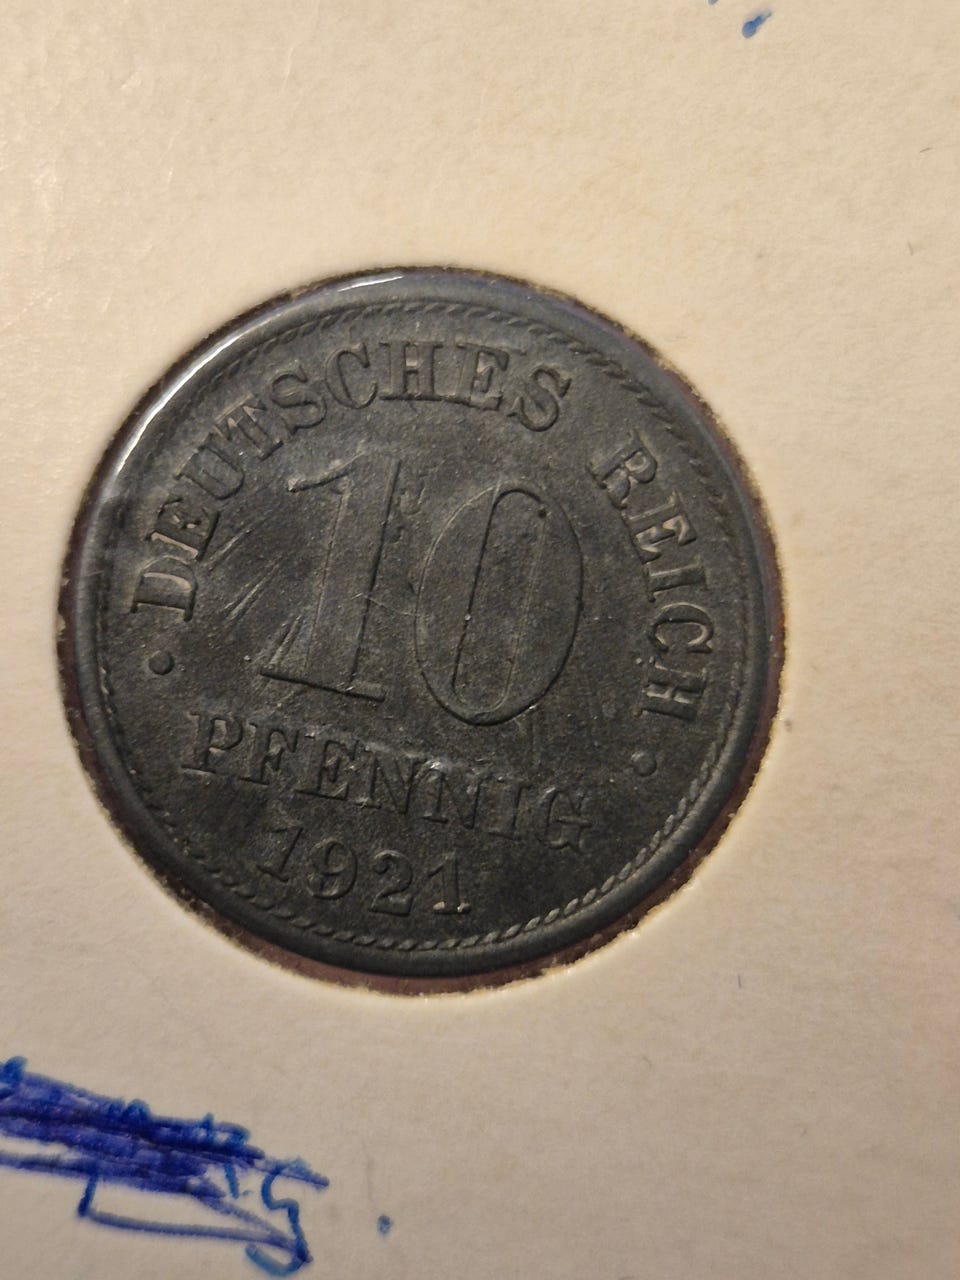 DEUTSCHES REICH
10
PFENNIG
1921